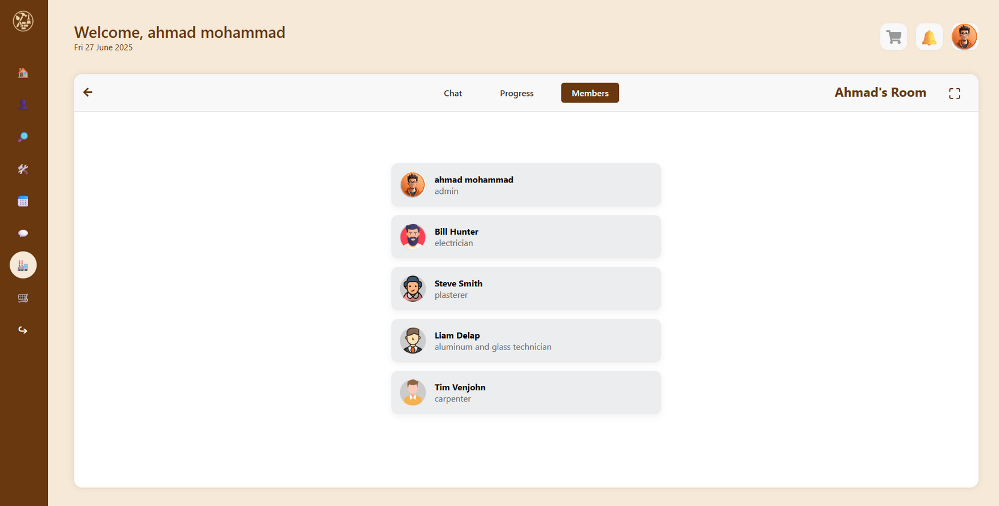 Welcome, ahmad mohammad
Fri 27 June 2025
Chat
Progress
Members
Ahmad's Room
ahmad mohammad
admin
Bill Hunter
electrician
Steve Smith
plasterer
Liam Delap
aluminum and glass technician
Tim Venjohn
carpenter